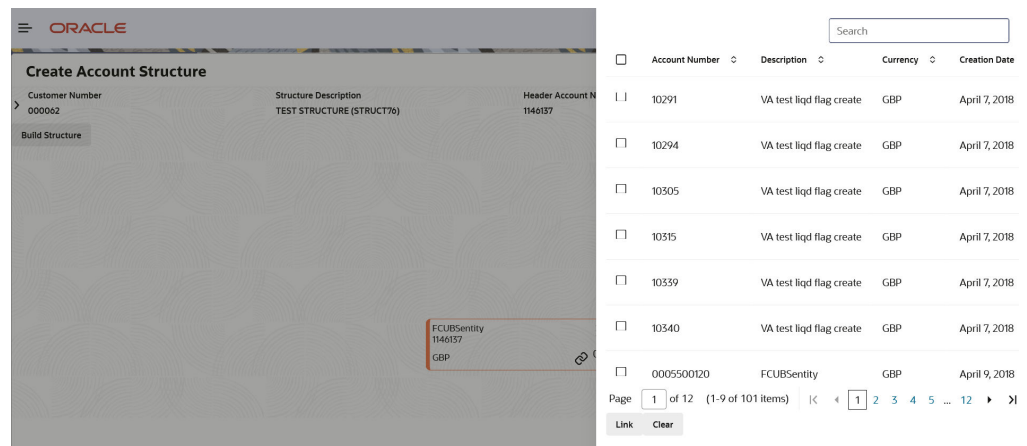 ORACLE
Create Account Structure
Customer Number Structure Description Header Account N
000062 TEST STRUCTURE (STRUCT76) 1146137
Build Structure
FCUBSentity
1146137
GBP
Search
Account Number Description Currency Creation Date
10291 VA test liqd flag create GBP April 7, 2018
10294 VA test liqd flag create GBP April 7, 2018
10305 VA test liqd flag create GBP April 7, 2018
10315 VA test liqd flag create GBP April 7, 2018
10339 VA test liqd flag create GBP April 7, 2018
10340 VA test liqd flag create GBP April 7, 2018
0005500120 FCUBSentity GBP April 9, 2018
Page 1 of 12 (1-9 of 101 items) 1 2 3 4 5 ... 12
Link Clear